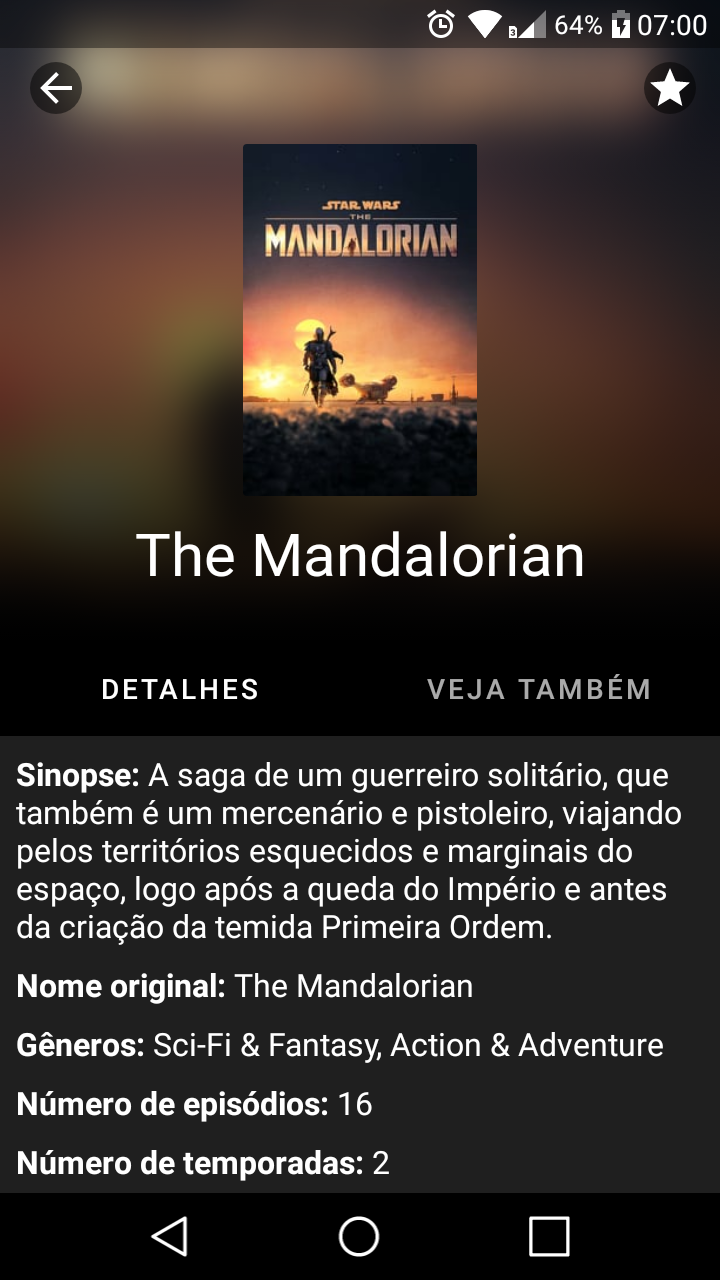 64% 07:00
STAR WARS
THE
MANDALORIAN
The Mandalorian
DETALHES VEJA TAMBÉM
Sinopse: A saga de um guerreiro solitário, que
também é um mercenário e pistoleiro, viajando
pelos territórios esquecidos e marginais do
espaço, logo após a queda do Império e antes
da criação da temida Primeira Ordem.
Nome original: The Mandalorian
Gêneros: Sci-Fi & Fantasy, Action & Adventure
Número de episódios: 16
Número de temporadas: 2